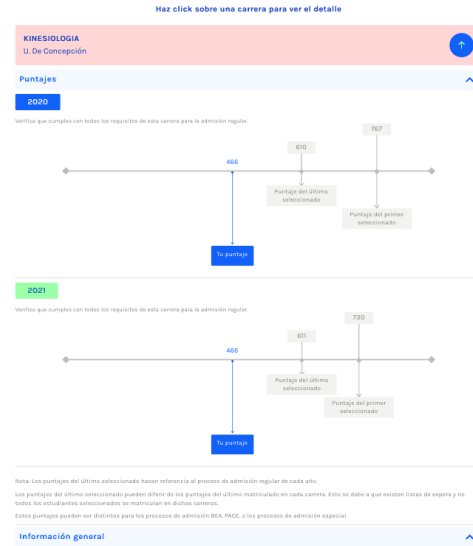 Haz click sobre una carrera para ver el detalle
KINESIOLOGIA
U. De Concepción
Puntajes
2020
Verifica que cumples con todos los requisitos de esta carrera para la admisión regular.
767
610
466
Puntaje del último
seleccionado
Puntaje del primer
seleccionado
Tu puntaje
2021
Verifica que cumples con todos los requisitos de esta carrera para la admisión regular.
730
611
466
Puntaje del último
seleccionado
Puntaje del primer
seleccionado
Tu puntaje
Nota: Los puntajes del último seleccionado hacen referencia al proceso de admisión regular de cada año.
Los puntajes del último seleccionado pueden diferir de los puntajes del último matriculado en cada carrera. Esto se debe a que existen listas de espera y no
todos los estudiantes seleccionados se matriculan en dichas carreras.
Estos puntajes pueden ser distintos para los procesos de admisión BEA, PACE, o los procesos de admisión especial.
Información general